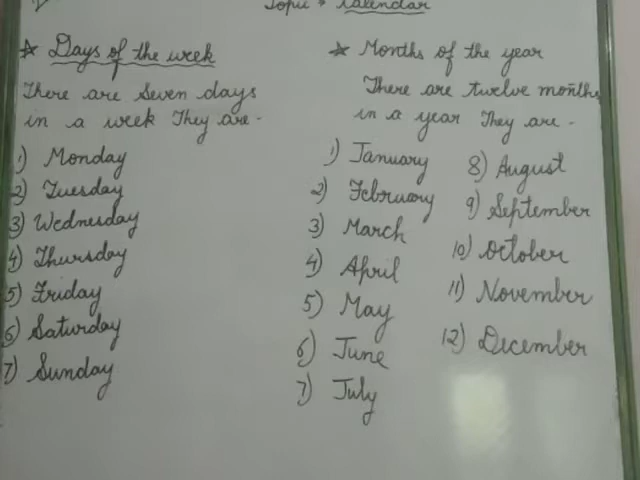 Topic * Calendar
* Days of the week
There are Seven days
in a week They are -
1) Monday
2) Tuesday
3) Wednesday
4) Thursday
5) Friday
6) Saturday
7) Sunday
* Months of the year
There are twelve months
in a year They are -
1) January
2) February
3) March
4) April
5) May
6) June
7) July
8) August
9) September
10) October
11) November
12) December